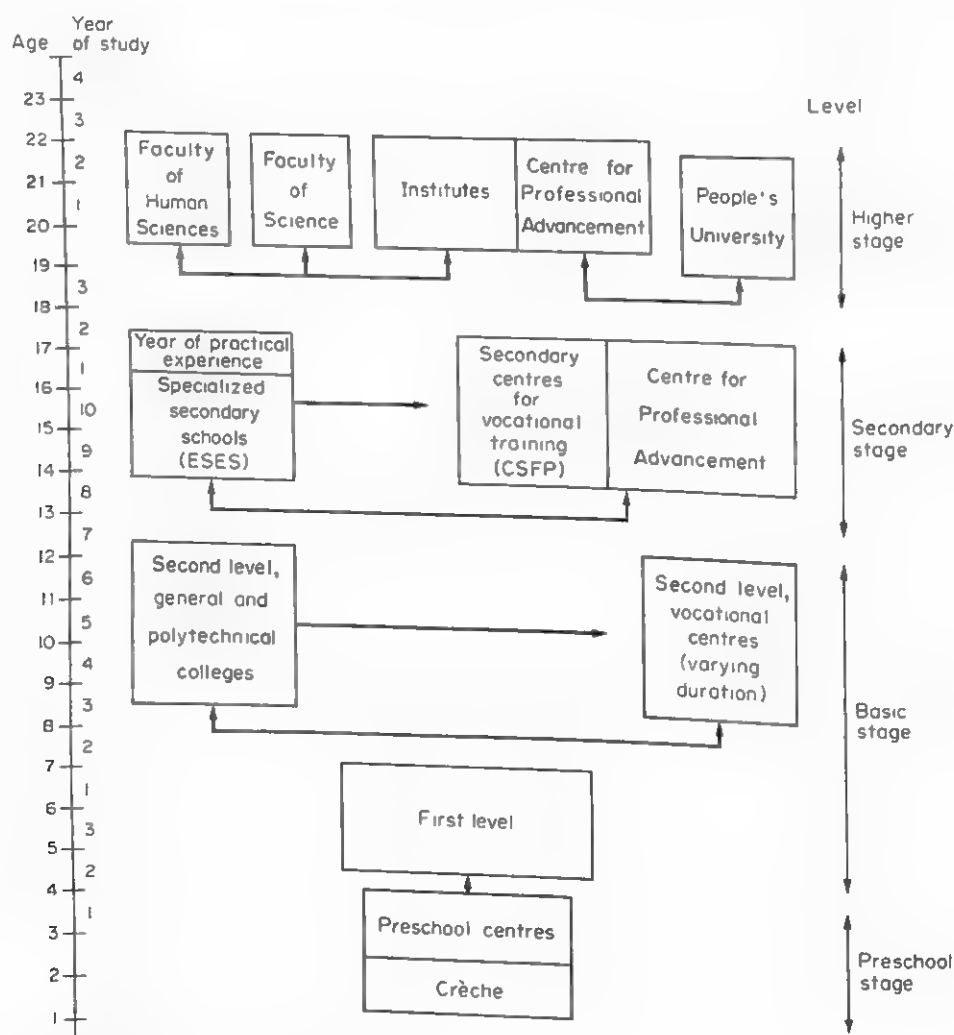 Age
Year
of study
Level
4
23
3
22
2
21
1
20
19
3
18
2
17
1
16
10
15
9
14
8
13
7
12
6
11
5
10
4
9
3
8
2
7
1
6
3
5
2
4
1
3
2
1
Faculty
of
Human
Sciences
Faculty
of
Science
Institutes
Centre for
Professional
Advancement
People's
University
Higher
stage
Year of practical
experience
Specialized
secondary
schools
(ESES)
Secondary
centres
for
vocational
training
(CSFP)
Centre for
Professional
Advancement
Secondary
stage
Second level,
general and
polytechnical
colleges
Second level,
vocational
centres
(varying
duration)
Basic
stage
First level
Preschool centres
Crèche
Preschool
stage